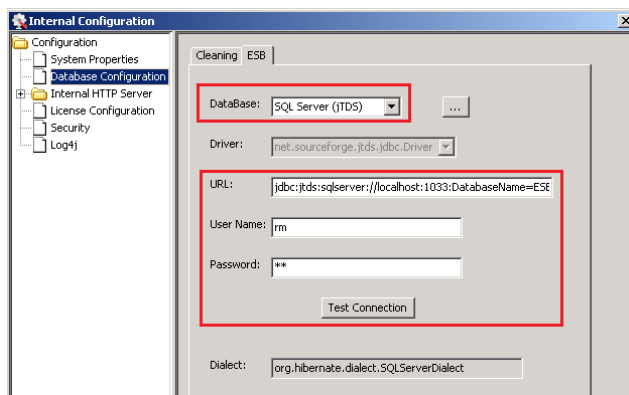 Internal Configuration
Configuration
System Properties
Database Configuration
Internal HTTP Server
License Configuration
Security
Log4j
Cleaning ESB
DataBase: SQL Server (jTDS) ...
Driver: net.sourceforge.jtds.jdbc.Driver
URL: jdbc:jtds:sqlserver://localhost:1033:DatabaseName=ESB
User Name: rm
Password: **
Test Connection
Dialect: org.hibernate.dialect.SQLServerDialect